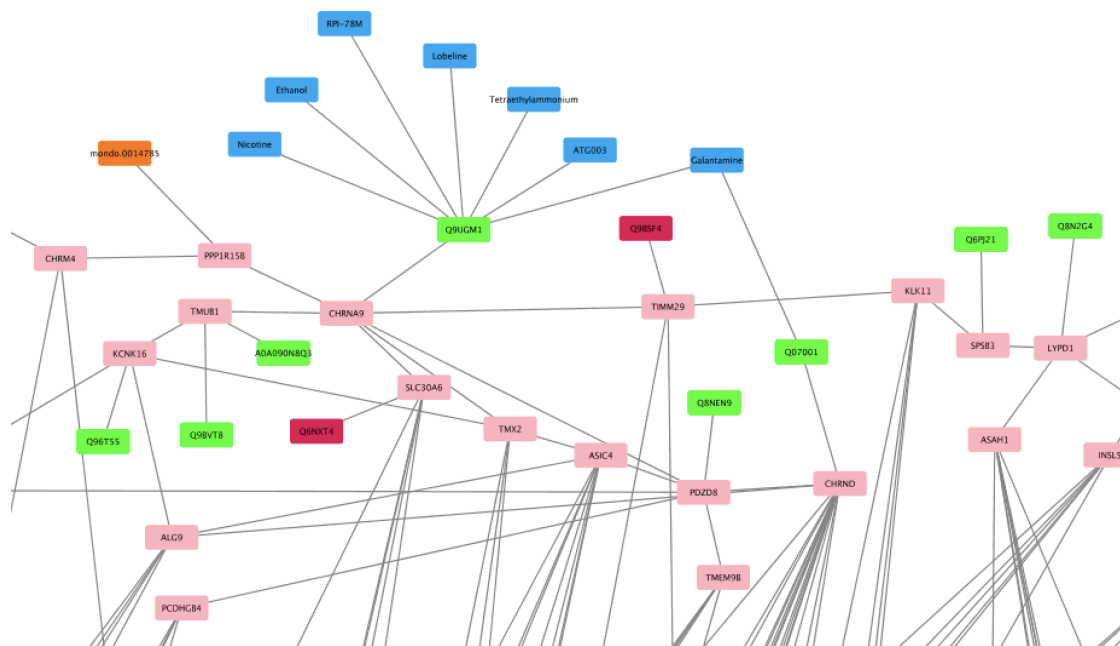 RPI-78M
Lobeline
Ethanol
Tetraethylammonium
Nicotine
ATG003
mondo.0014785
Galantamine
Q9UGM1
Q9BSF4
Q6PJ21
Q8N2G4
CHRM4
PPP1R15B
KLK11
TMUB1
CHRNA9
TIMM29
KCNK16
A0A090N8Q3
Q07001
SPSB3
LYPD1
SLC30A6
Q8NEN9
Q96T55
Q9BVT8
Q6NXT4
TMX2
ASAH1
ASIC4
INSL5
PDZD8
CHRND
ALG9
TMEM9B
PCDHGB4